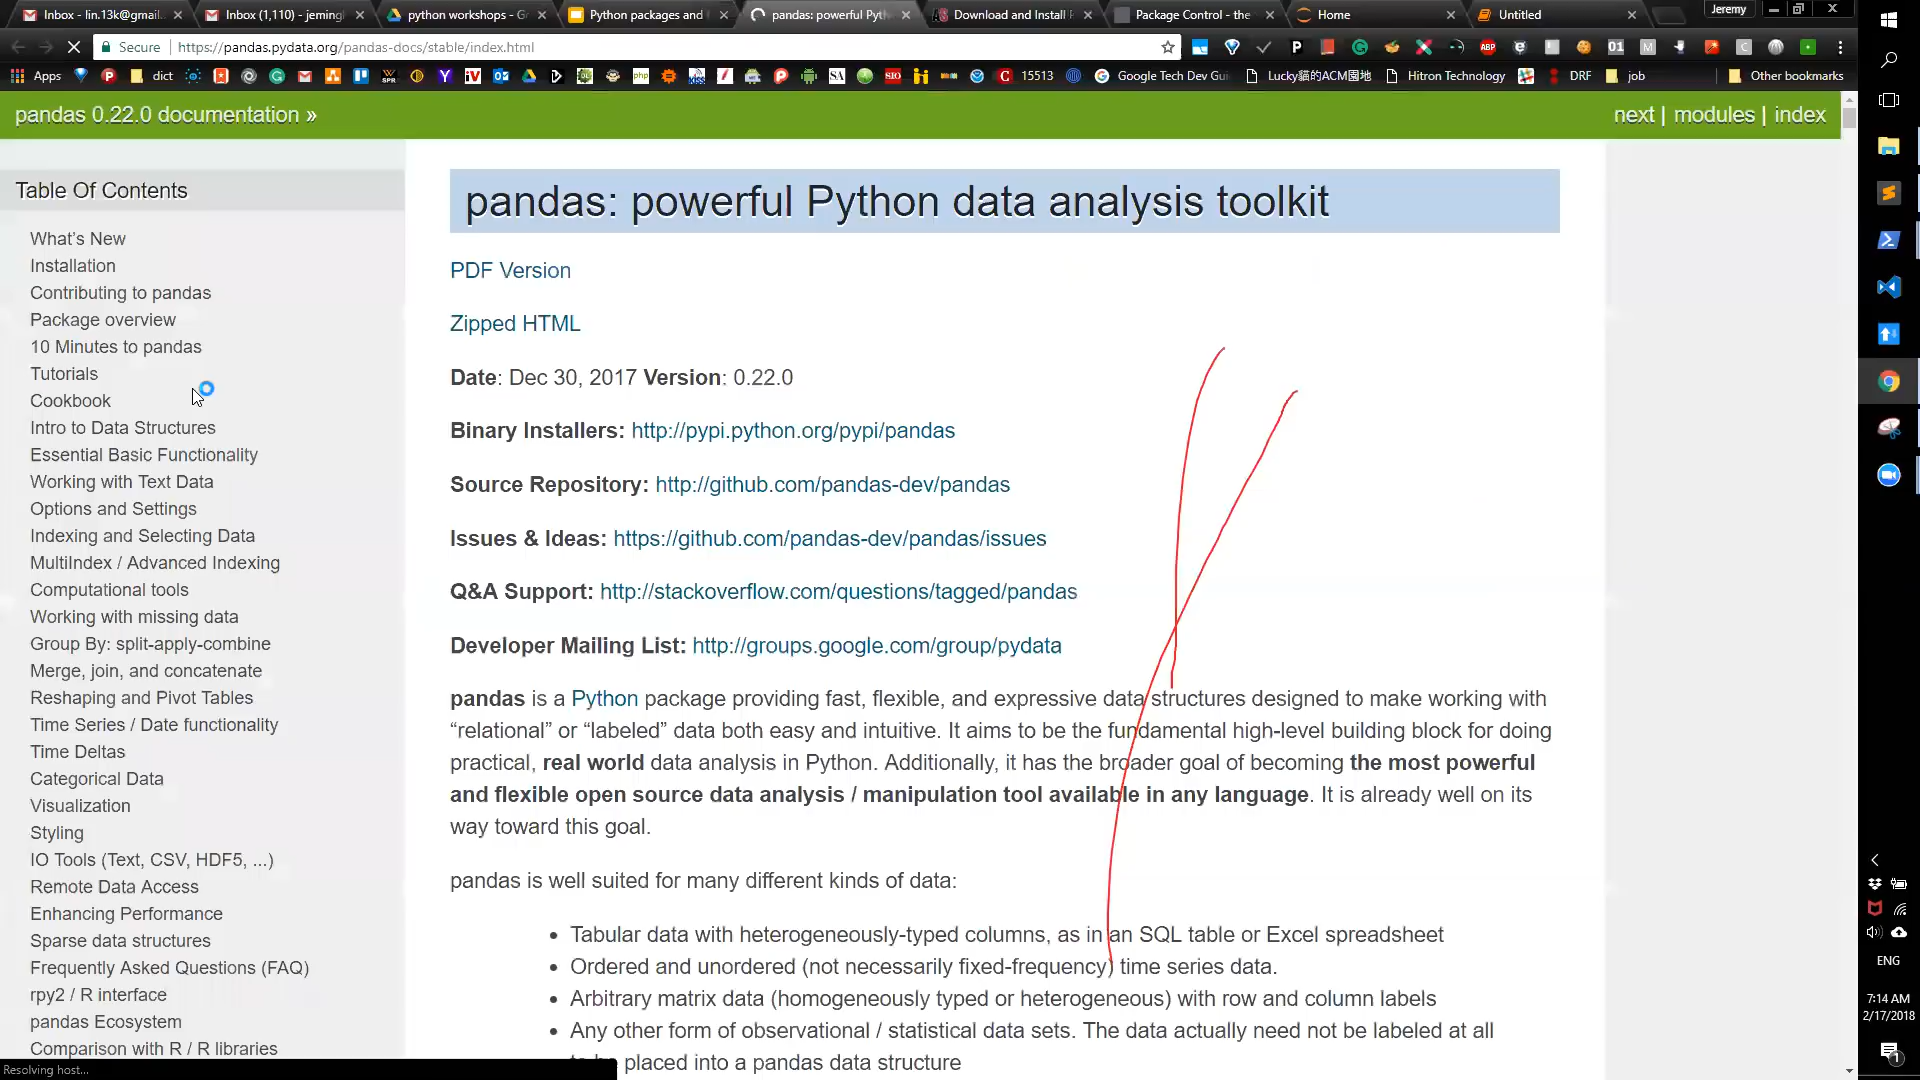 Inbox - lin.13k@gmail.
Inbox (1,110) - jeming
python workshops - G
Python packages and
pandas: powerful Pyt
Download and Install
Package Control - the
Home
Untitled
Jeremy
Secure
https://pandas.pydata.org/pandas-docs/stable/index.html
Apps
dict
15513
Google Tech Dev Gui
Lucky貓的ACM園地
Hitron Technology
DRF
job
Other bookmarks
pandas 0.22.0 documentation »
next | modules | index
Table Of Contents
What’s New
Installation
Contributing to pandas
Package overview
10 Minutes to pandas
Tutorials
Cookbook
Intro to Data Structures
Essential Basic Functionality
Working with Text Data
Options and Settings
Indexing and Selecting Data
MultiIndex / Advanced Indexing
Computational tools
Working with missing data
Group By: split-apply-combine
Merge, join, and concatenate
Reshaping and Pivot Tables
Time Series / Date functionality
Time Deltas
Categorical Data
Visualization
Styling
IO Tools (Text, CSV, HDF5, ...)
Remote Data Access
Enhancing Performance
Sparse data structures
Frequently Asked Questions (FAQ)
rpy2 / R interface
pandas Ecosystem
Comparison with R / R libraries
pandas: powerful Python data analysis toolkit
PDF Version
Zipped HTML
Date: Dec 30, 2017 Version: 0.22.0
Binary Installers: http://pypi.python.org/pypi/pandas
Source Repository: http://github.com/pandas-dev/pandas
Issues & Ideas: https://github.com/pandas-dev/pandas/issues
Q&A Support: http://stackoverflow.com/questions/tagged/pandas
Developer Mailing List: http://groups.google.com/group/pydata
pandas is a Python package providing fast, flexible, and expressive data structures designed to make working with
“relational” or “labeled” data both easy and intuitive. It aims to be the fundamental high-level building block for doing
practical, real world data analysis in Python. Additionally, it has the broader goal of becoming the most powerful
and flexible open source data analysis / manipulation tool available in any language. It is already well on its
way toward this goal.
pandas is well suited for many different kinds of data:
Tabular data with heterogeneously-typed columns, as in an SQL table or Excel spreadsheet
Ordered and unordered (not necessarily fixed-frequency) time series data.
Arbitrary matrix data (homogeneously typed or heterogeneous) with row and column labels
Any other form of observational / statistical data sets. The data actually need not be labeled at all
to be placed into a pandas data structure
Resolving host...
ENG
7:14 AM
2/17/2018
1